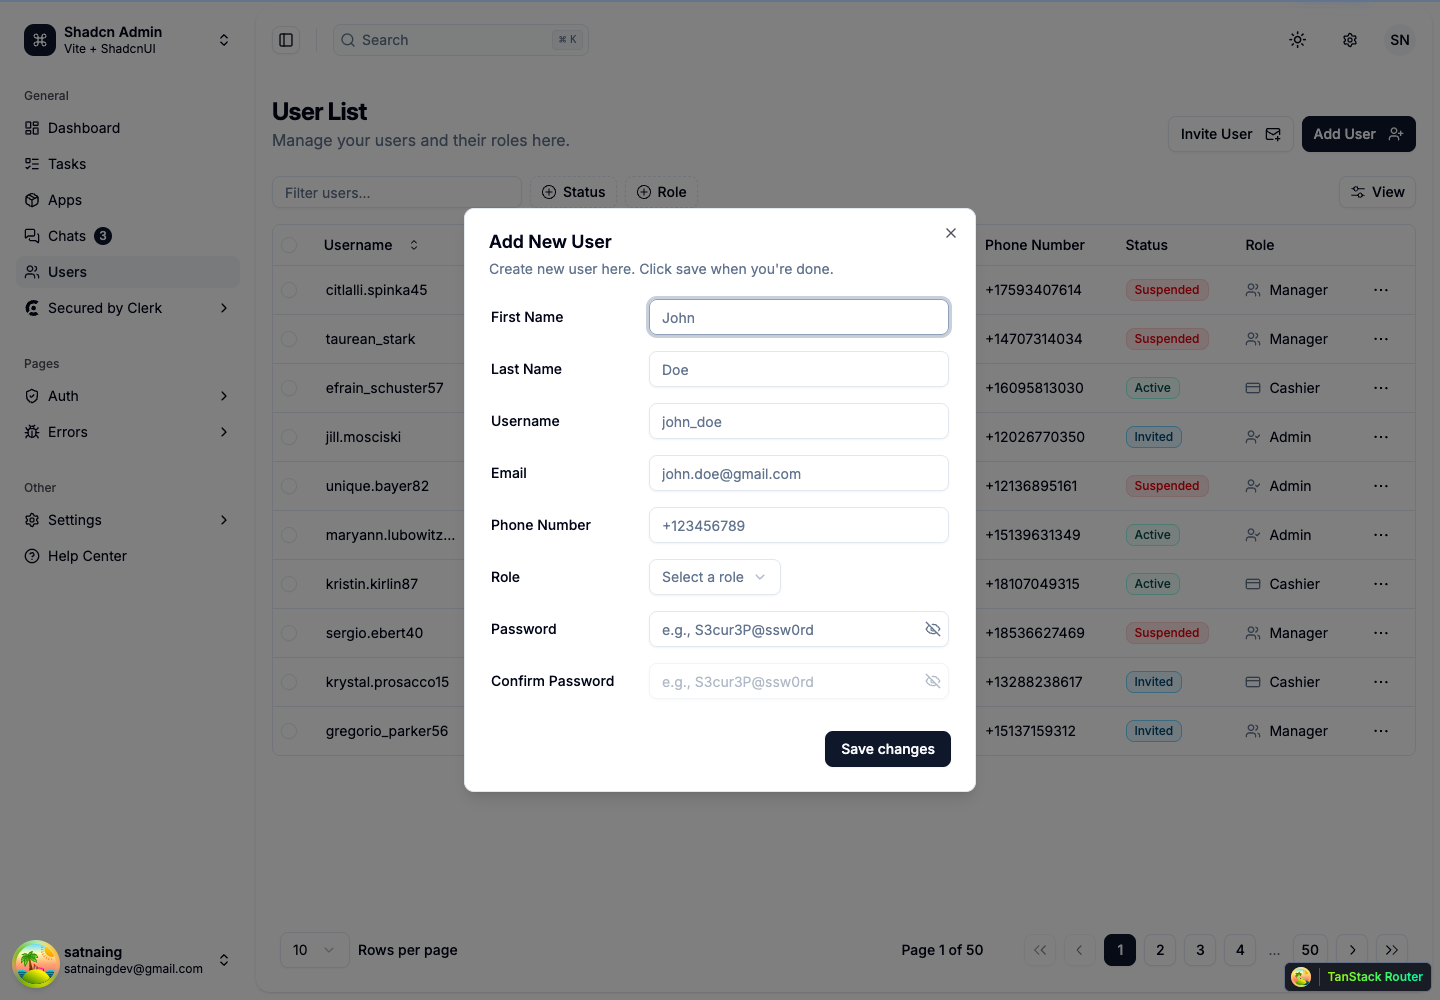 Shadcn Admin
Vite + ShadcnUI
General
Dashboard
Tasks
Apps
Chats 3
Users
Secured by Clerk
Pages
Auth
Errors
Other
Settings
Help Center
satnaing
satnaingdev@gmail.com
Search ⌘ K
SN
User List
Manage your users and their roles here.
Invite User
Add User
Filter users...
Status
Role
View
Username Phone Number Status Role
citlalli.spinka45 +17593407614 Suspended Manager
taurean_stark +14707314034 Suspended Manager
efrain_schuster57 +16095813030 Active Cashier
jill.mosciski +12026770350 Invited Admin
unique.bayer82 +12136895161 Suspended Admin
maryann.lubowitz... +15139631349 Active Admin
kristin.kirlin87 +18107049315 Active Cashier
sergio.ebert40 +18536627469 Suspended Manager
krystal.prosacco15 +13288238617 Invited Cashier
gregorio_parker56 +15137159312 Invited Manager
Add New User
Create new user here. Click save when you're done.
First Name John
Last Name Doe
Username john_doe
Email john.doe@gmail.com
Phone Number +123456789
Role Select a role
Password e.g., S3cur3P@ssw0rd
Confirm Password e.g., S3cur3P@ssw0rd
Save changes
10 Rows per page
Page 1 of 50
1 2 3 4 ... 50
TanStack Router